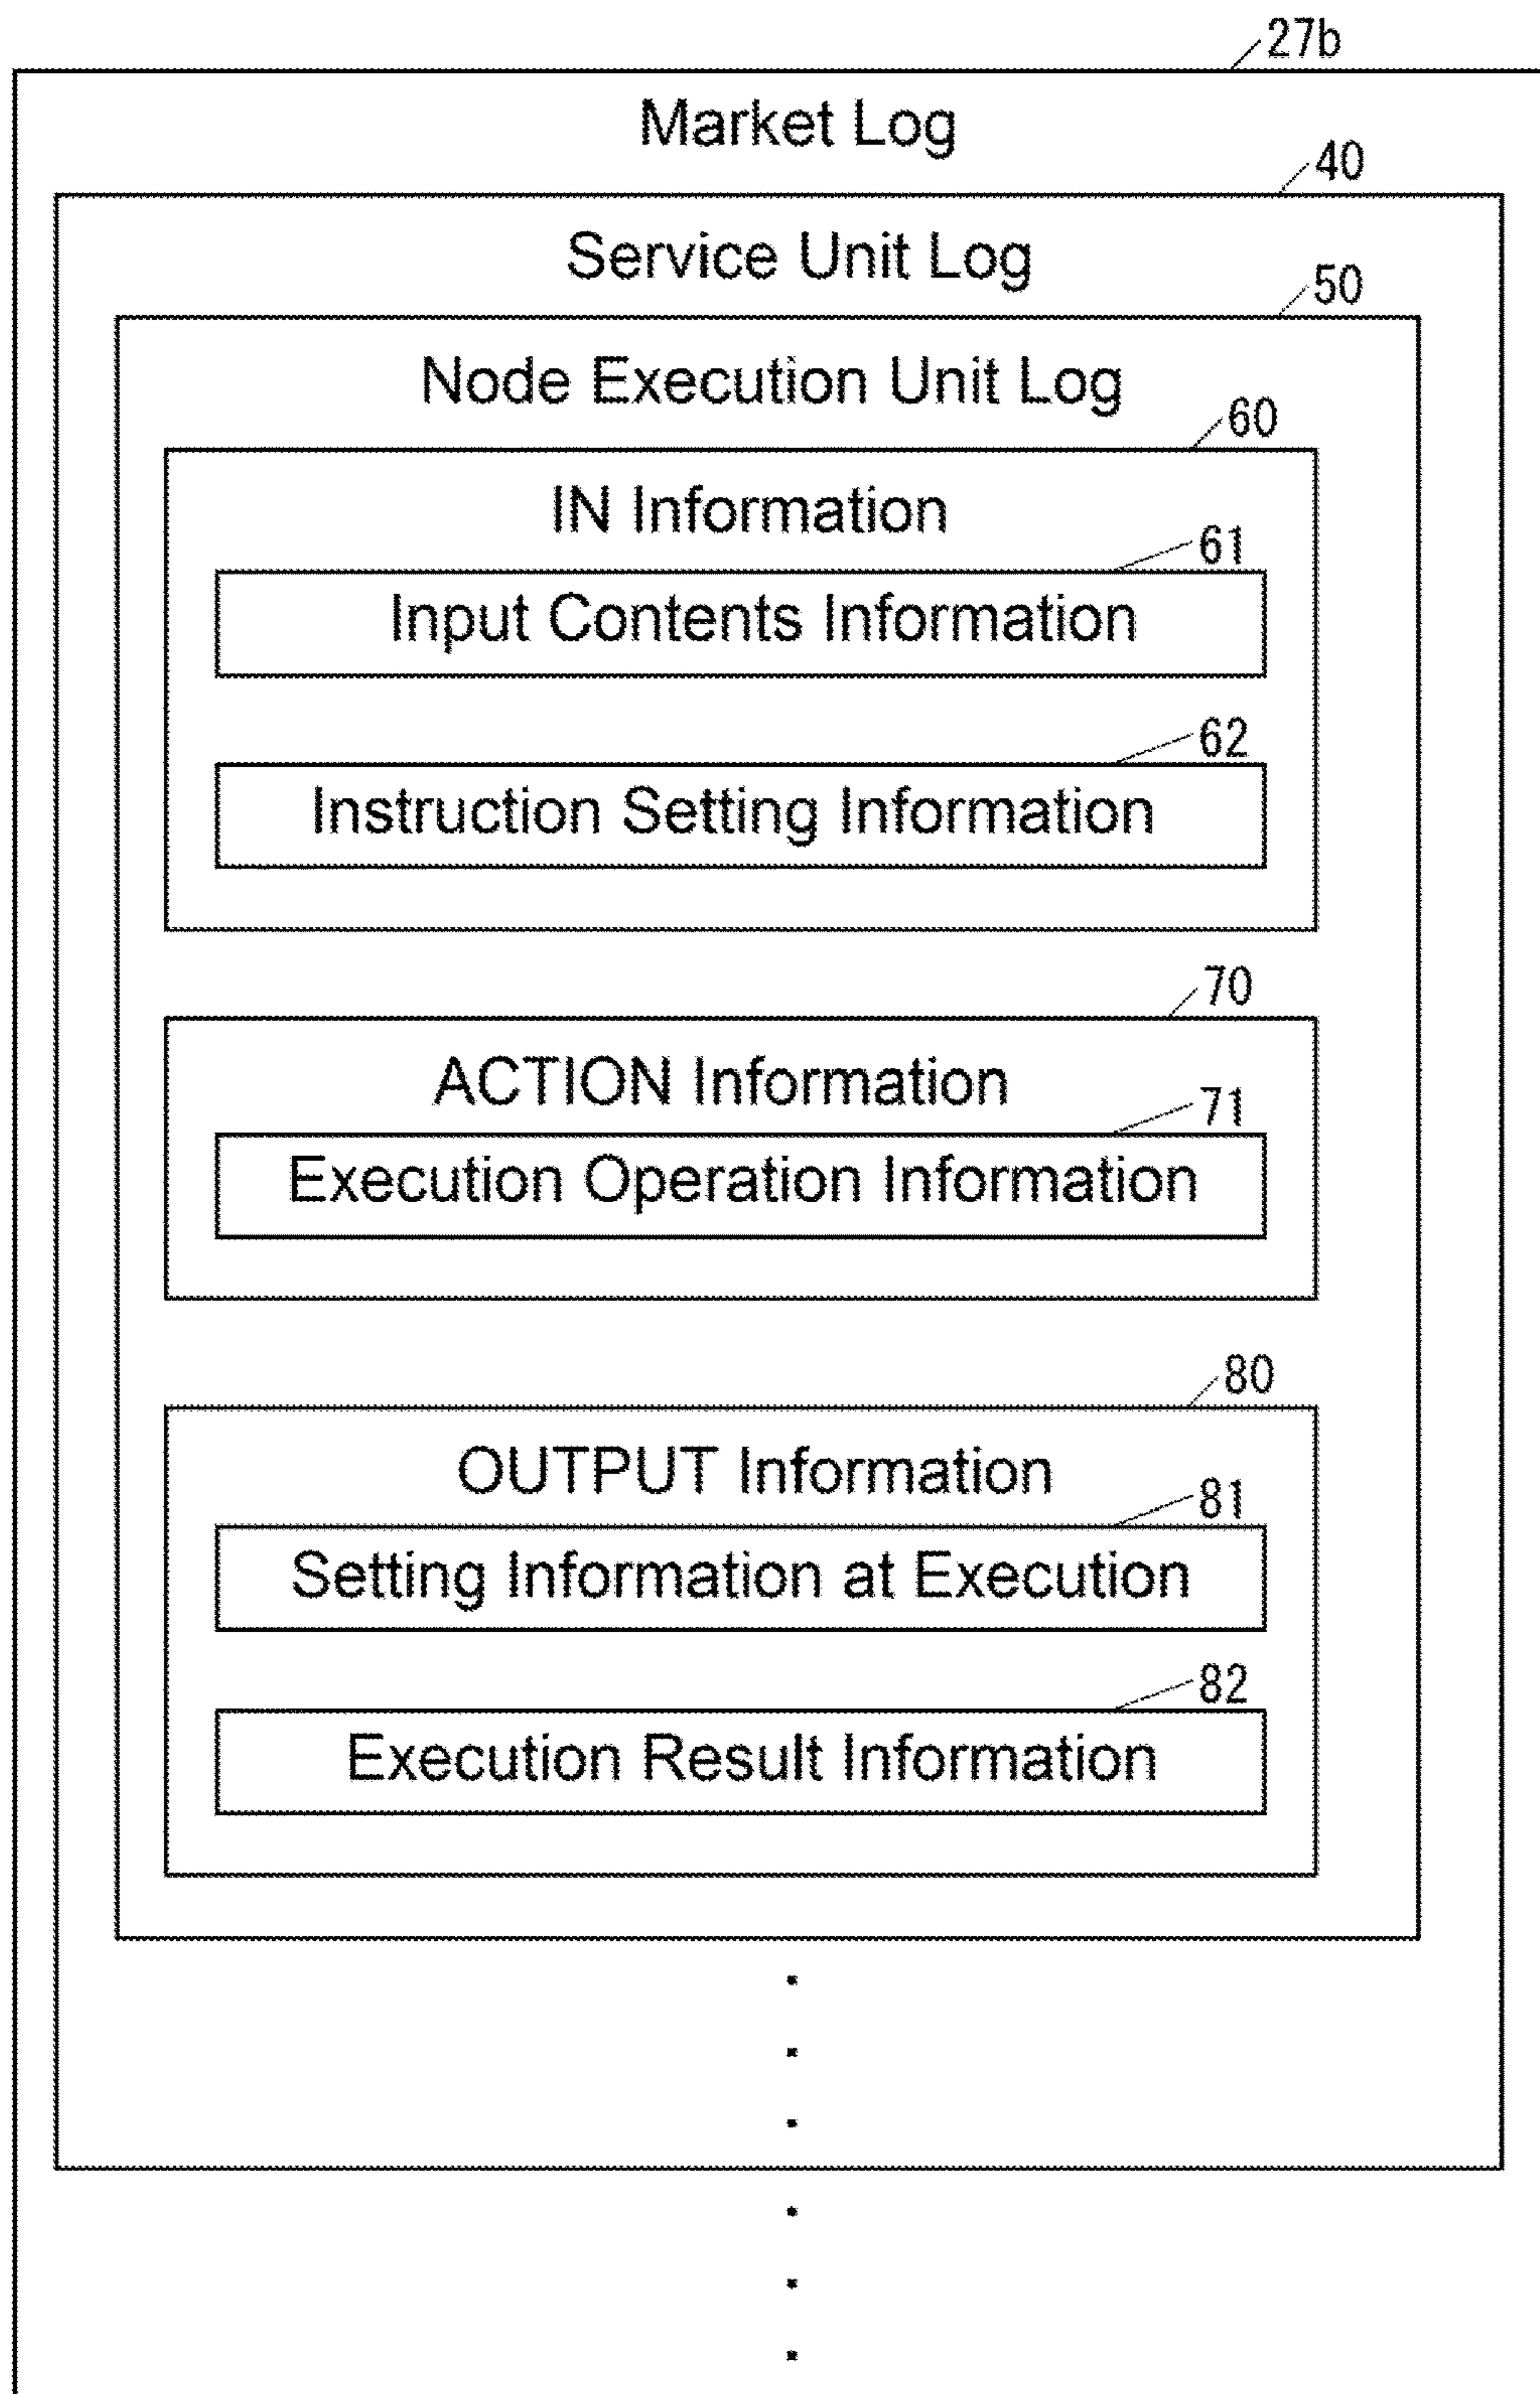 27b
Market Log
40
Service Unit Log
50
Node Execution Unit Log
60
IN Information
61
Input Contents Information
62
Instruction Setting Information
70
ACTION Information
71
Execution Operation Information
80
OUTPUT Information
81
Setting Information at Execution
82
Execution Result Information